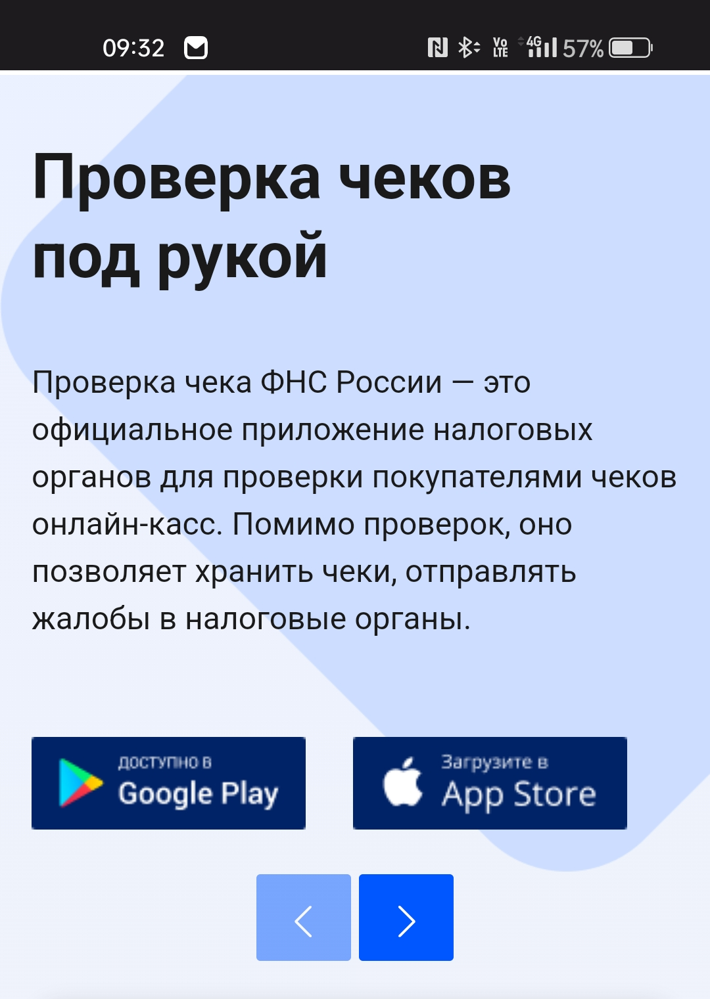 09:32
Vo LTE 4G 57%
Проверка чеков
под рукой
Проверка чека ФНС России — это
официальное приложение налоговых
органов для проверки покупателями чеков
онлайн-касс. Помимо проверок, оно
позволяет хранить чеки, отправлять
жалобы в налоговые органы.
ДОСТУПНО В
Google Play
Загрузите в
App Store